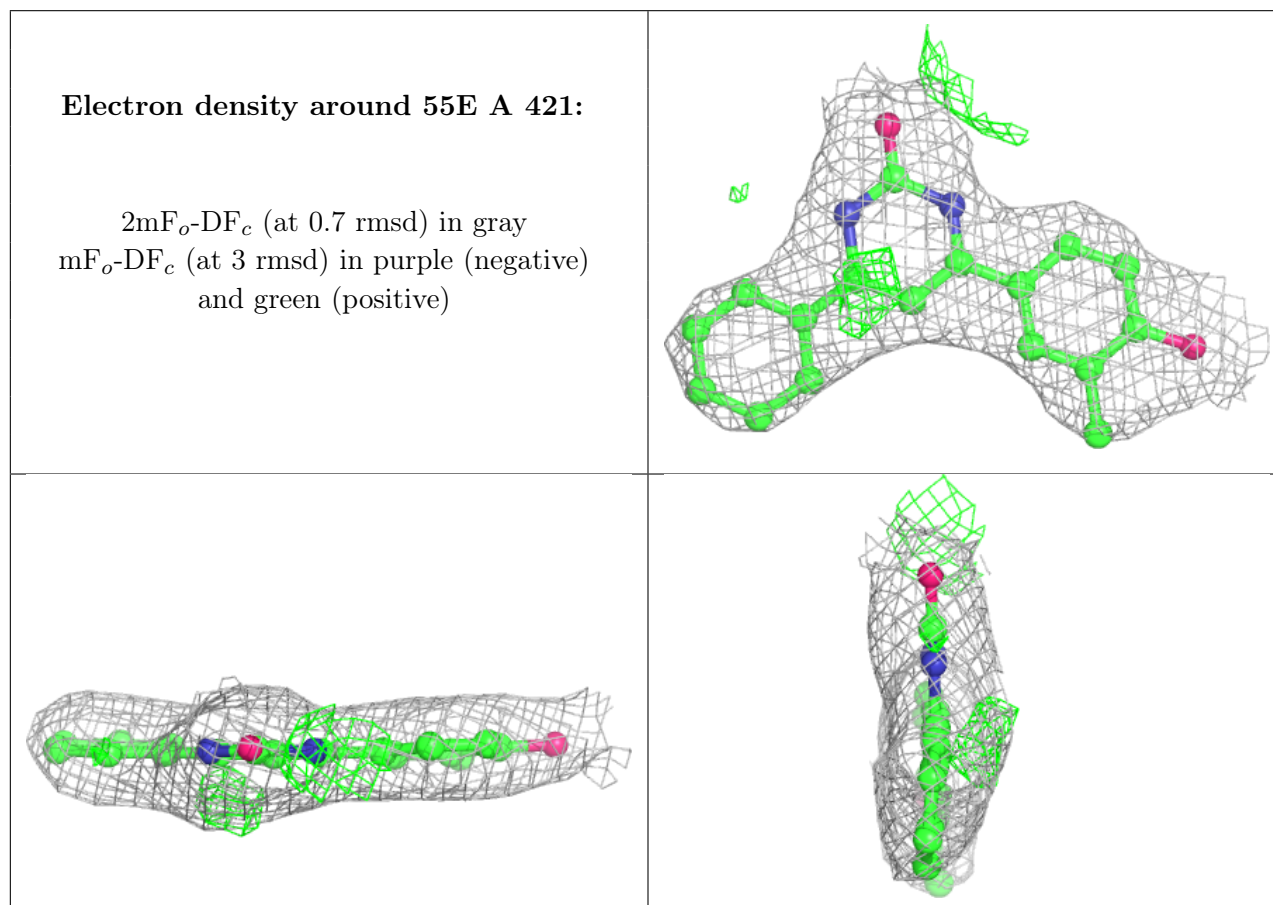 Electron density around 55E A 421:
2mFo-DFc (at 0.7 rmsd) in gray
mFo-DFc (at 3 rmsd) in purple (negative)
and green (positive)